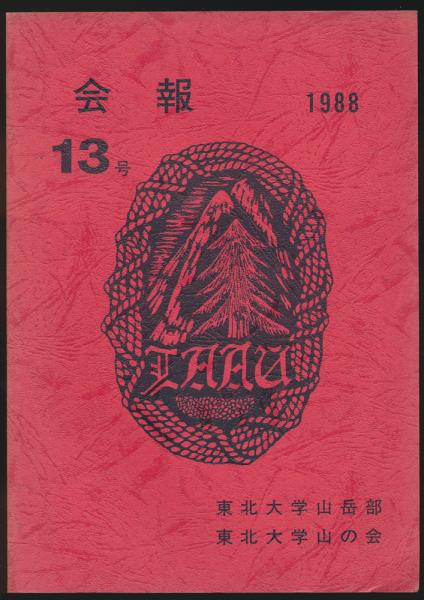 会報 1988
13号
TAAU
東北大学山岳部
東北大学山の会